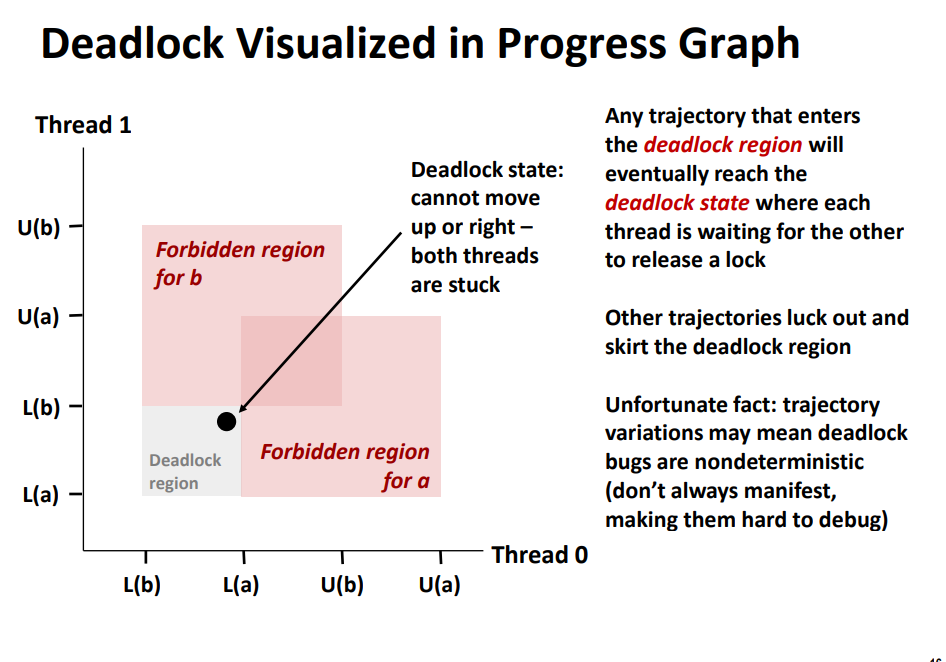 Deadlock Visualized in Progress Graph
Thread 1
U(b)
U(a)
L(b)
L(a)
Forbidden region
for b
Deadlock
region
Forbidden region
for a
Deadlock state:
cannot move
up or right –
both threads
are stuck
L(b)
L(a)
U(b)
U(a)
Thread 0
Any trajectory that enters
the deadlock region will
eventually reach the
deadlock state where each
thread is waiting for the other
to release a lock
Other trajectories luck out and
skirt the deadlock region
Unfortunate fact: trajectory
variations may mean deadlock
bugs are nondeterministic
(don’t always manifest,
making them hard to debug)